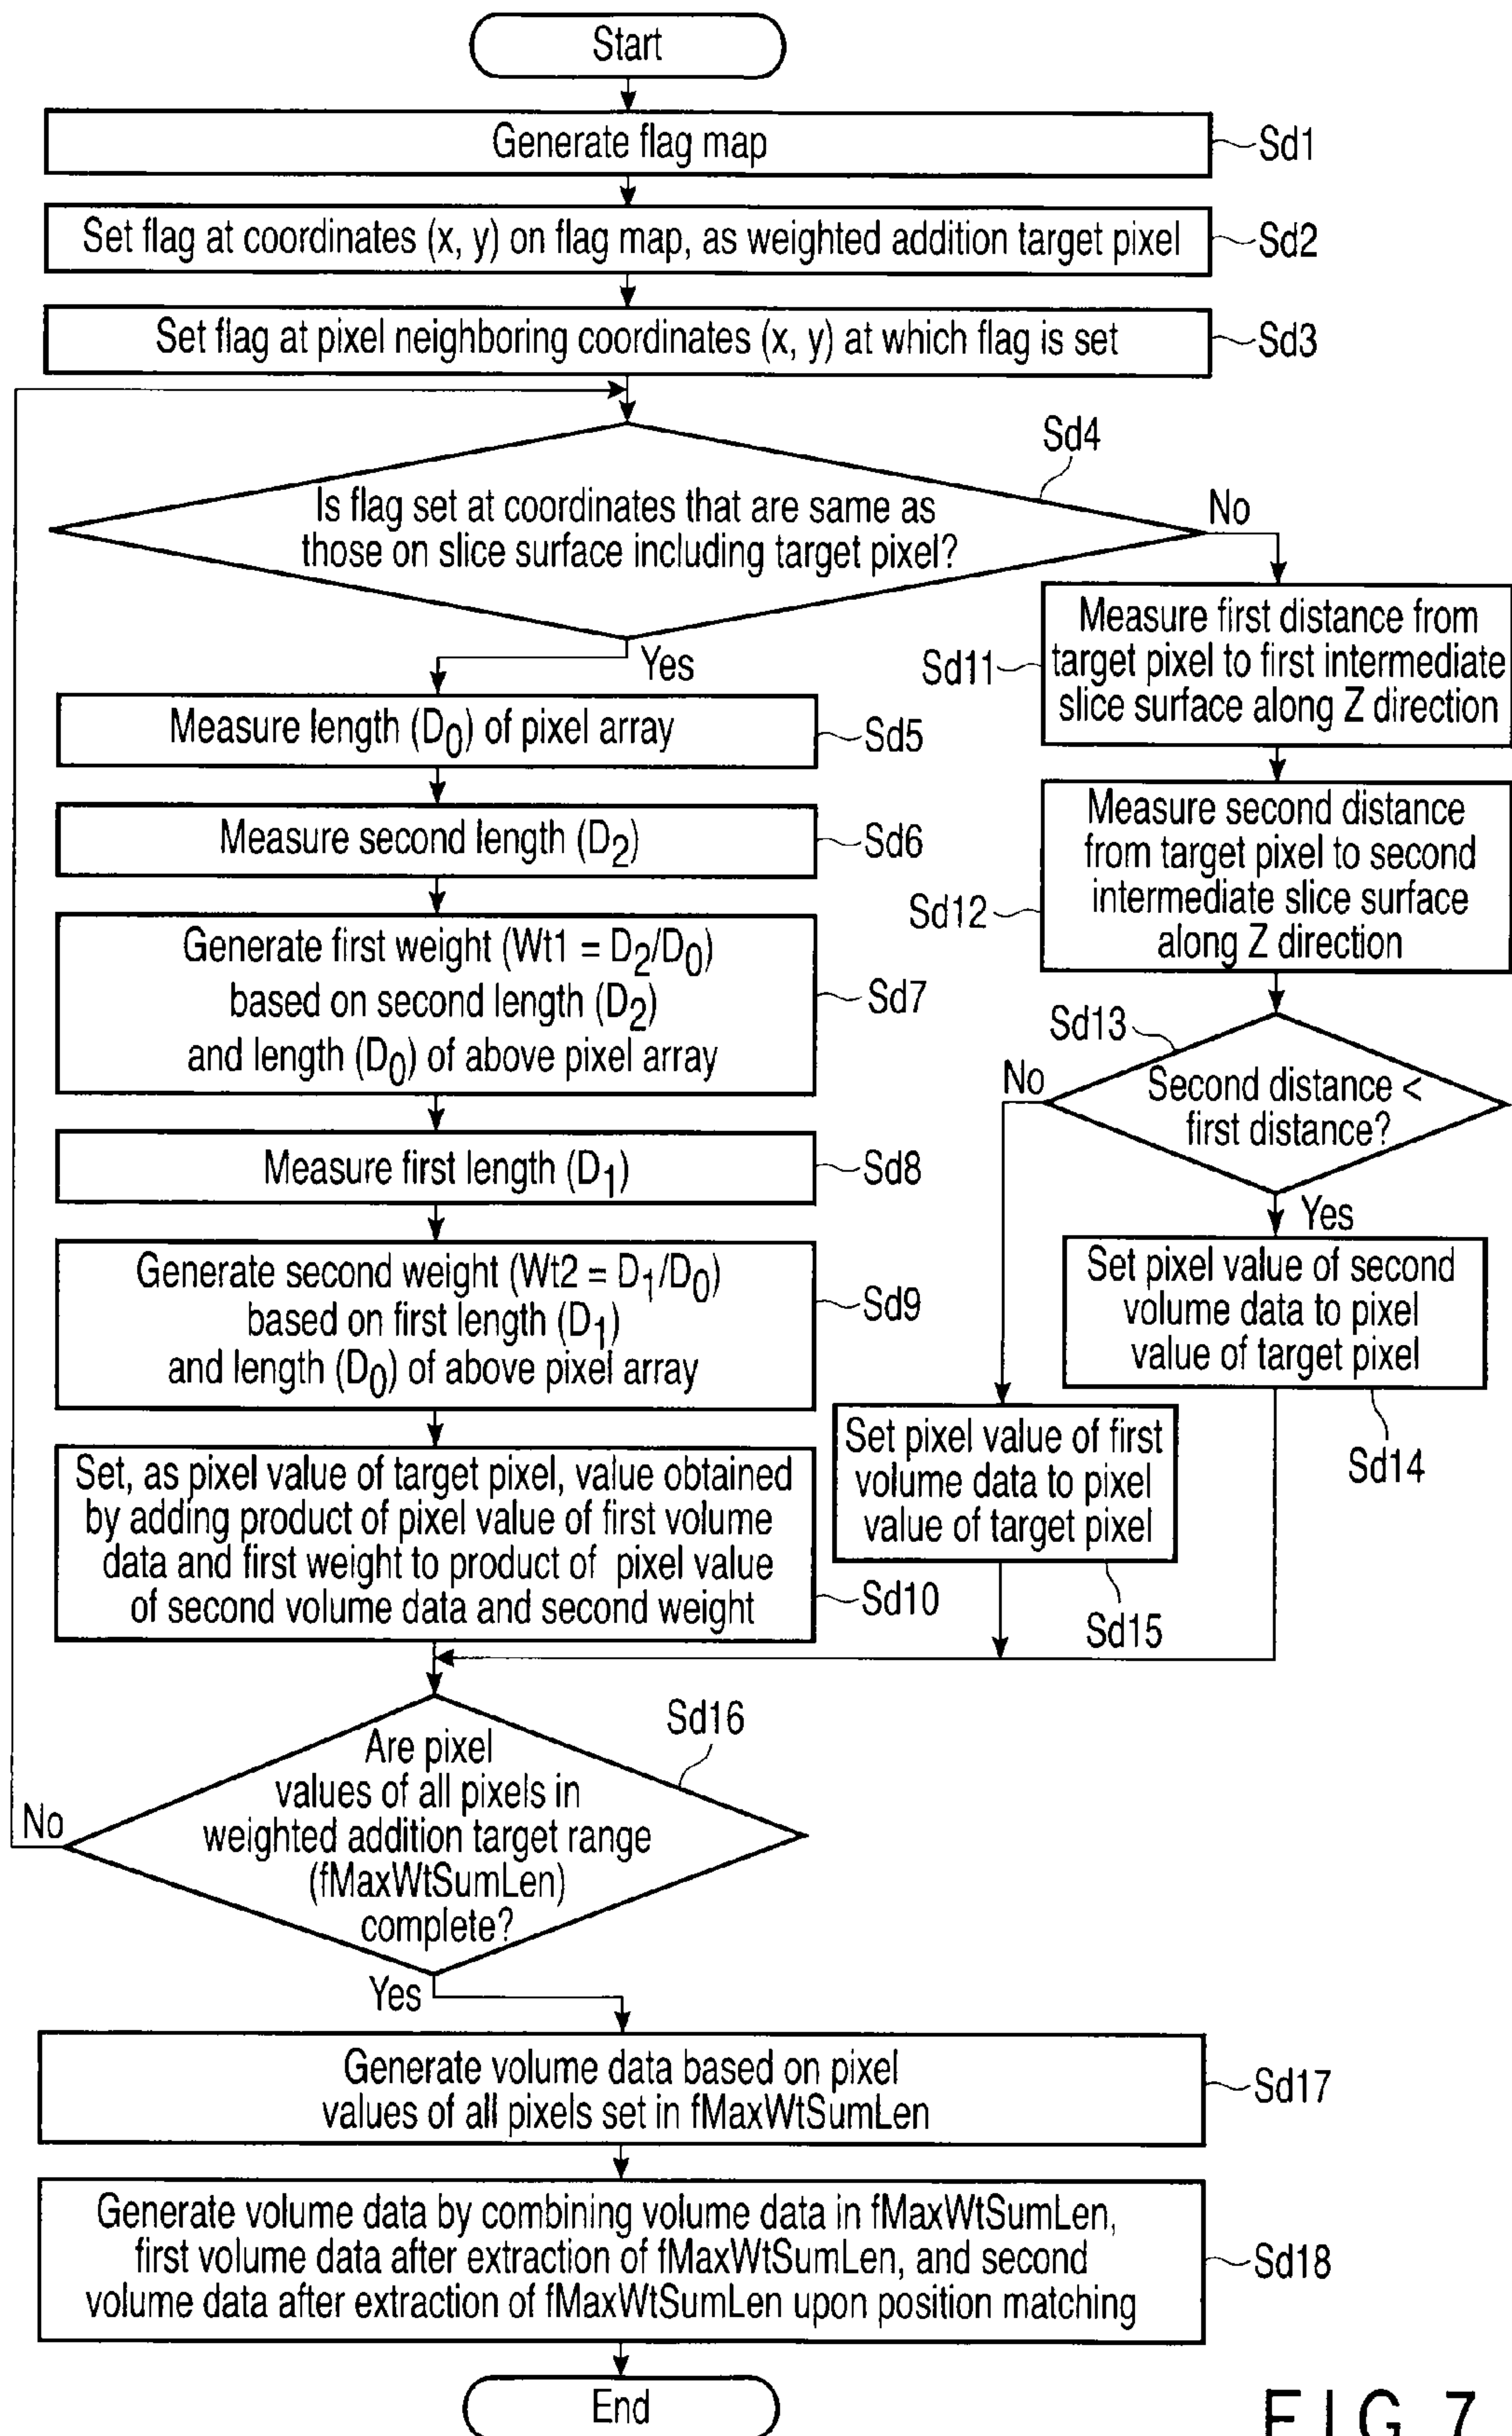 Start
Generate flag map
Sd1
Set flag at coordinates (x, y) on flag map, as weighted addition target pixel
Sd2
Set flag at pixel neighboring coordinates (x, y) at which flag is set
Sd3
Sd4
Is flag set at coordinates that are same as
those on slice surface including target pixel?
No
Yes
Measure length (D0) of pixel array
Sd5
Measure second length (D2)
Sd6
Generate first weight (Wt1 = D2/D0)
based on second length (D2)
and length (D0) of above pixel array
Sd7
Measure first length (D1)
Sd8
Generate second weight (Wt2 = D1/D0)
based on first length (D1)
and length (D0) of above pixel array
Sd9
Set, as pixel value of target pixel, value obtained
by adding product of pixel value of first volume
data and first weight to product of pixel value
of second volume data and second weight
Sd10
Measure first distance from
target pixel to first intermediate
slice surface along Z direction
Sd11
Measure second distance
from target pixel to second
intermediate slice surface
along Z direction
Sd12
Sd13
Second distance <
first distance?
No
Yes
Set pixel value of second
volume data to pixel
value of target pixel
Sd14
Set pixel value of first
volume data to pixel
value of target pixel
Sd15
Sd16
Are pixel
values of all pixels in
weighted addition target range
(fMaxWtSumLen)
complete?
No
Yes
Generate volume data based on pixel
values of all pixels set in fMaxWtSumLen
Sd17
Generate volume data by combining volume data in fMaxWtSumLen,
first volume data after extraction of fMaxWtSumLen, and second
volume data after extraction of fMaxWtSumLen upon position matching
Sd18
End
FIG. 7